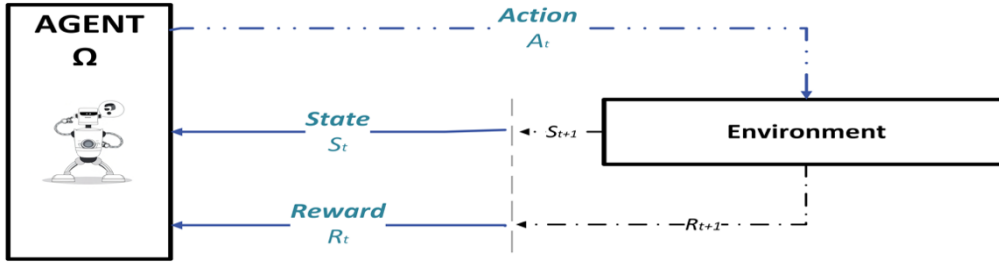 AGENT
Ω
Action
Aₜ
State
Sₜ
Sₜ₊₁
Environment
Reward
Rₜ
Rₜ₊₁